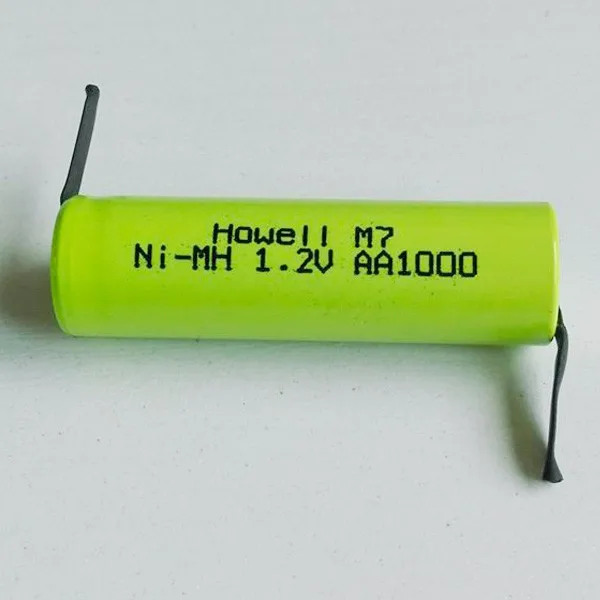 Howell M7
Ni-MH 1.2V AA1000